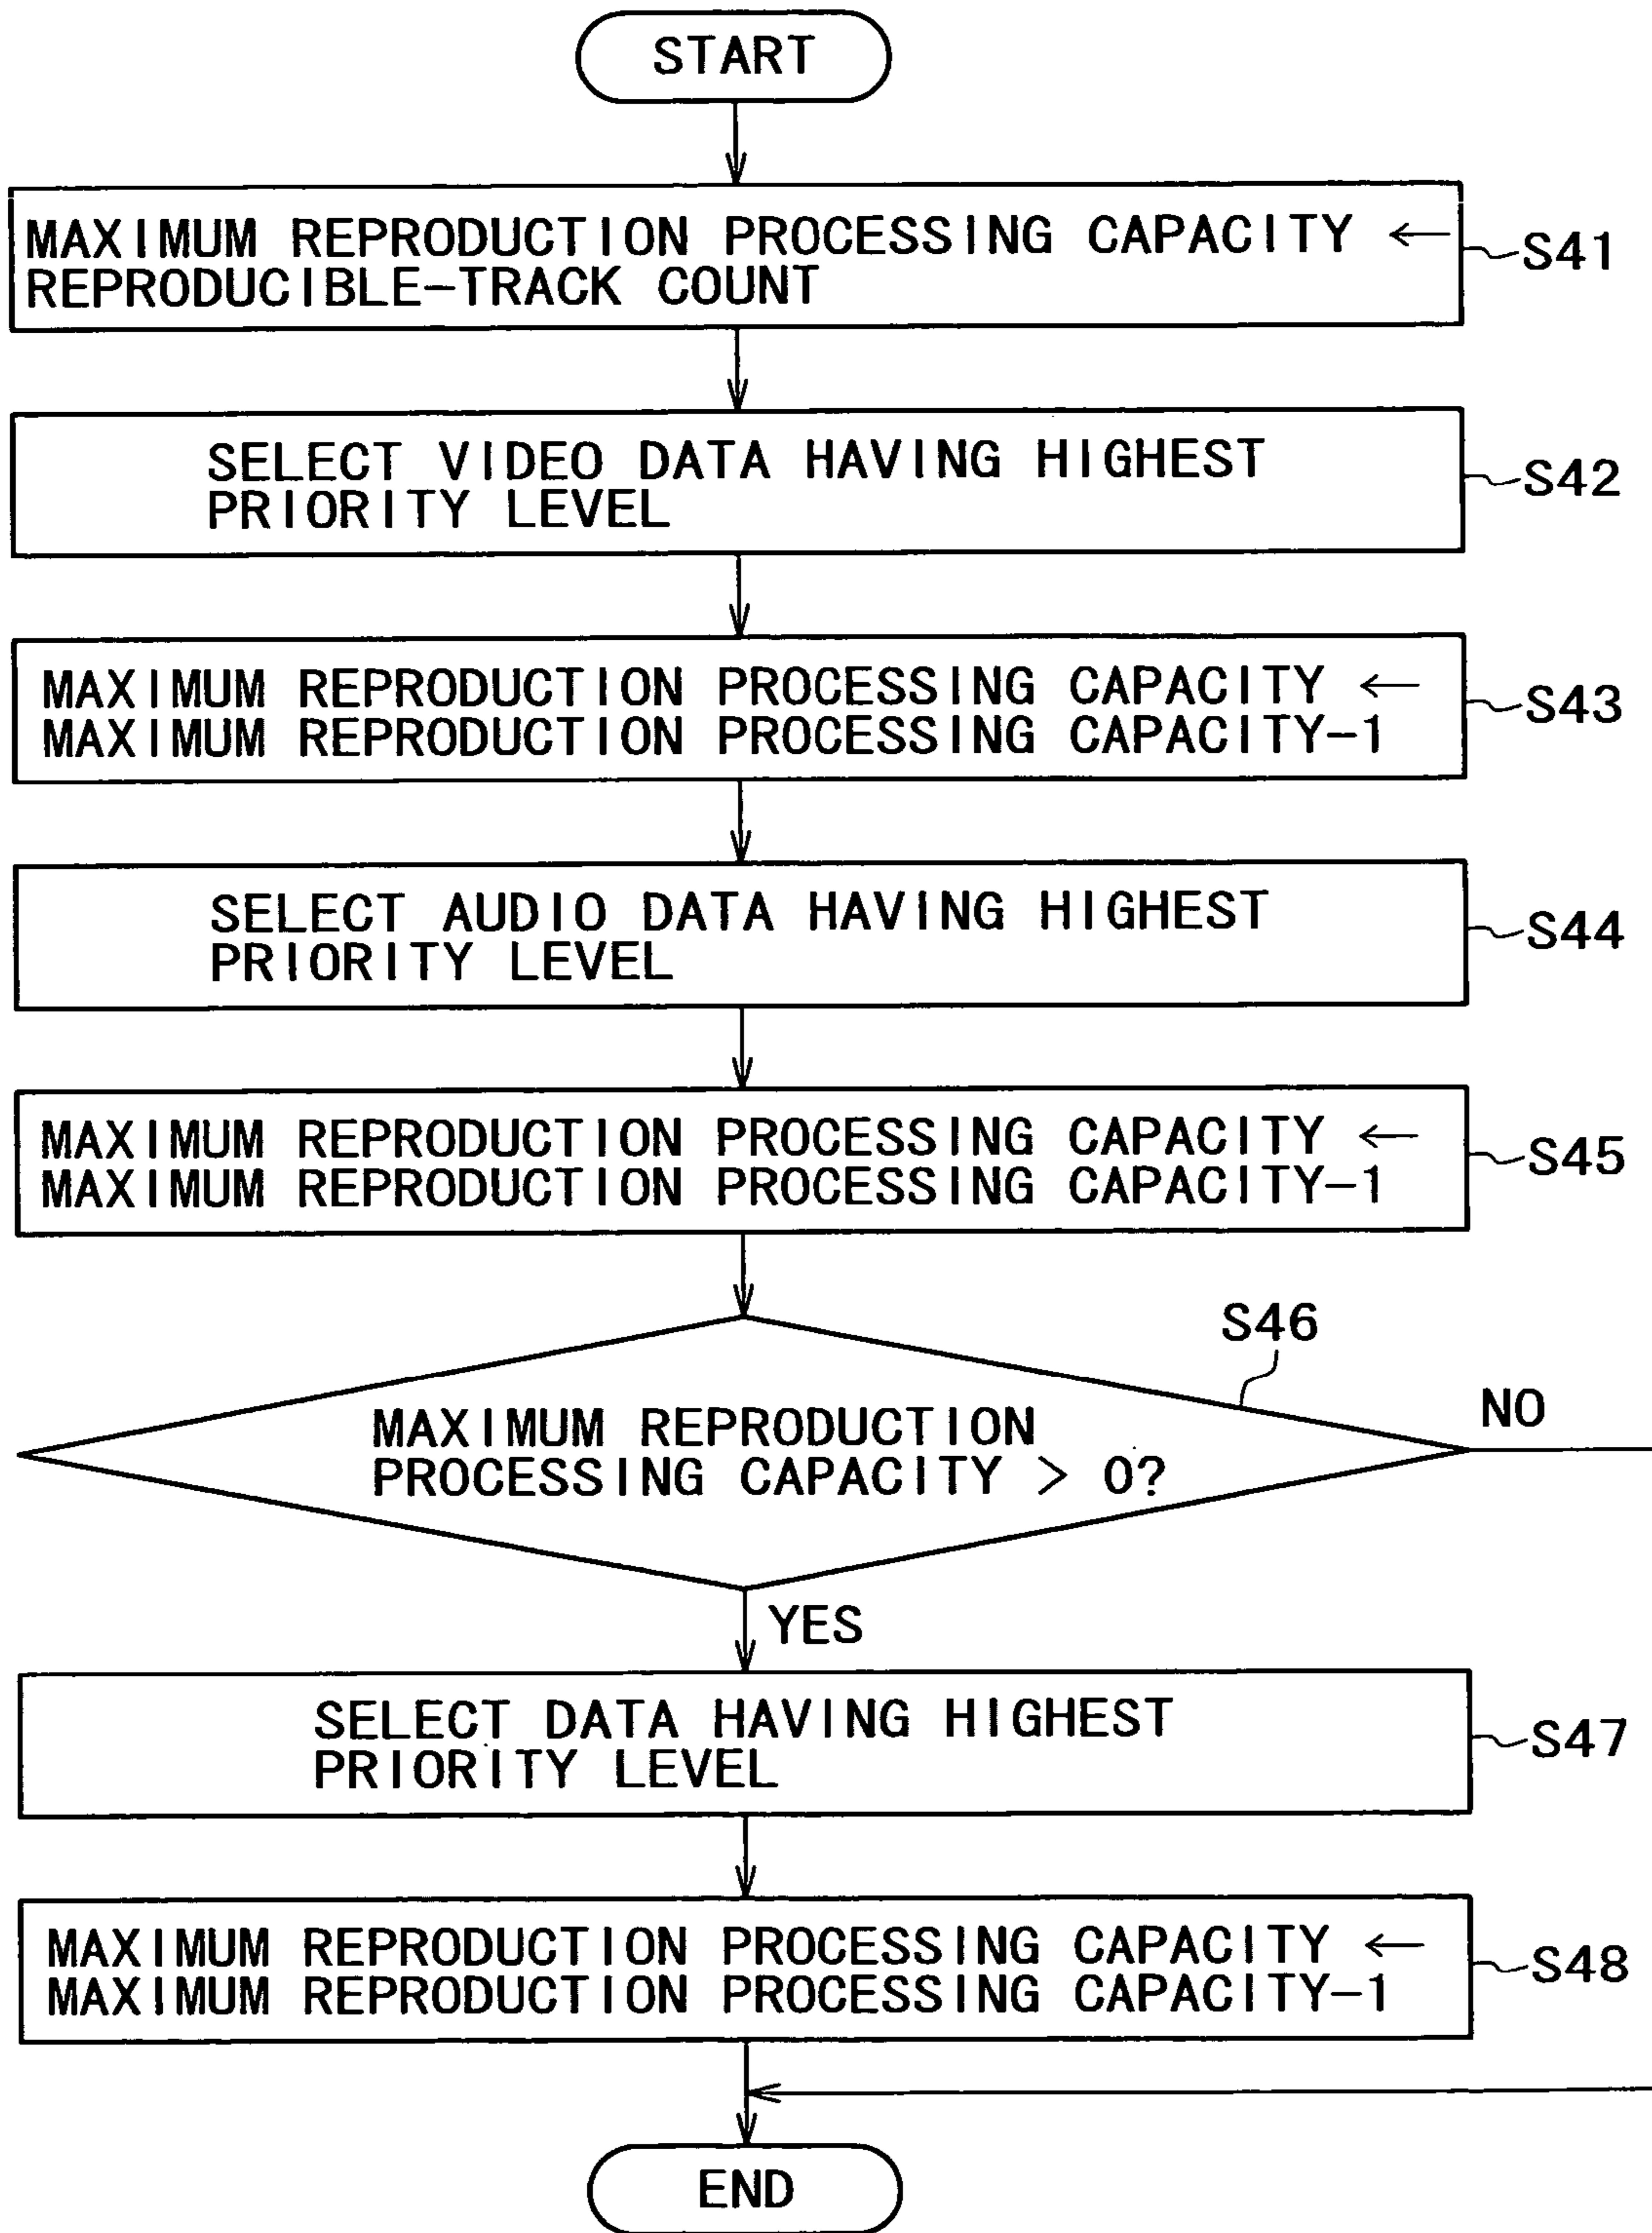 START
MAXIMUM REPRODUCTION PROCESSING CAPACITY ←
REPRODUCIBLE-TRACK COUNT
S41
SELECT VIDEO DATA HAVING HIGHEST
PRIORITY LEVEL
S42
MAXIMUM REPRODUCTION PROCESSING CAPACITY ←
MAXIMUM REPRODUCTION PROCESSING CAPACITY-1
S43
SELECT AUDIO DATA HAVING HIGHEST
PRIORITY LEVEL
S44
MAXIMUM REPRODUCTION PROCESSING CAPACITY ←
MAXIMUM REPRODUCTION PROCESSING CAPACITY-1
S45
S46
MAXIMUM REPRODUCTION
PROCESSING CAPACITY > 0?
NO
YES
SELECT DATA HAVING HIGHEST
PRIORITY LEVEL
S47
MAXIMUM REPRODUCTION PROCESSING CAPACITY ←
MAXIMUM REPRODUCTION PROCESSING CAPACITY-1
S48
END